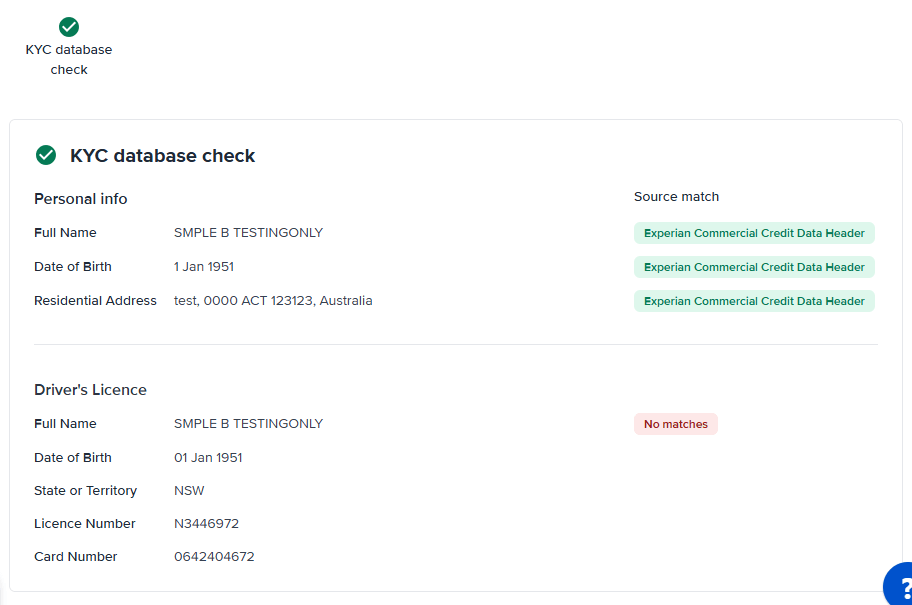 KYC database
check
KYC database check
Personal info
Source match
Full Name SMPLE B TESTINGONLY Experian Commercial Credit Data Header
Date of Birth 1 Jan 1951 Experian Commercial Credit Data Header
Residential Address test, 0000 ACT 123123, Australia Experian Commercial Credit Data Header
Driver's Licence
Full Name SMPLE B TESTINGONLY No matches
Date of Birth 01 Jan 1951
State or Territory NSW
Licence Number N3446972
Card Number 0642404672
?